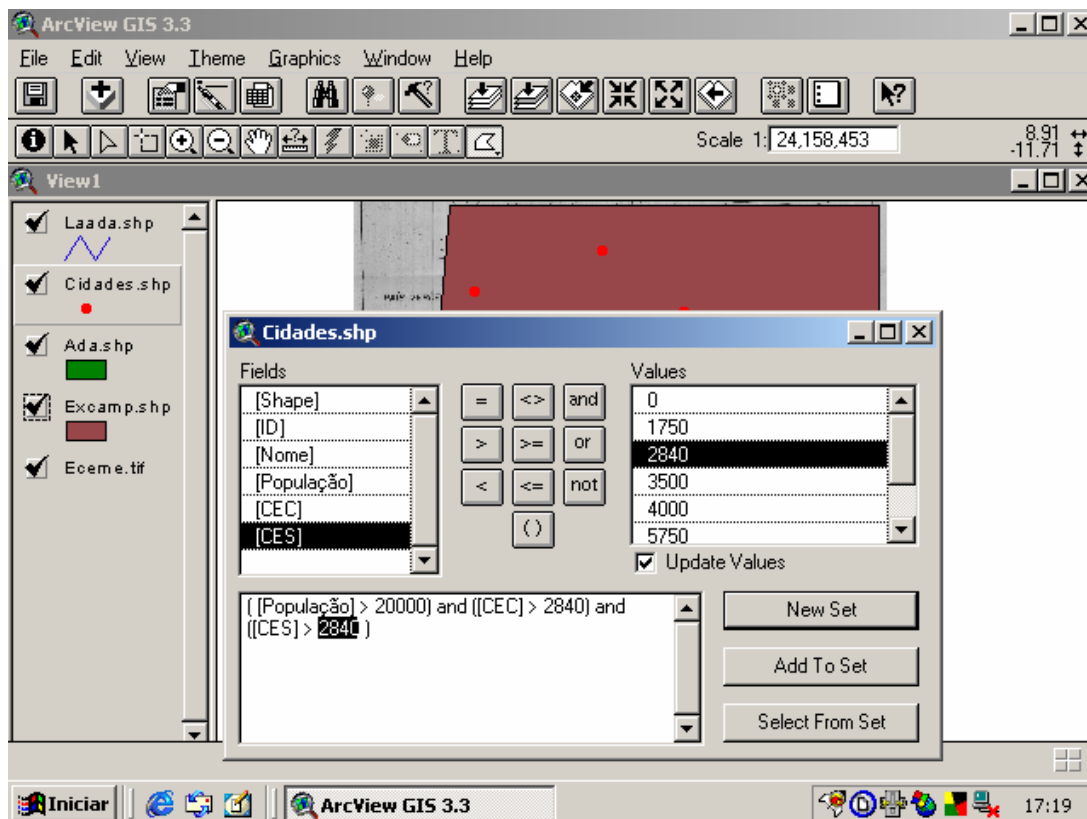 ArcView GIS 3.3
File Edit View Theme Graphics Window Help
Scale 1: 24,158,453
8.91
-11.71
View1
Laada.shp
Cidades.shp
Ada.shp
Excamp.shp
Eceme.tif
Cidades.shp
Fields
Values
[Shape]
[ID]
[Nome]
[População]
[CEC]
[CES]
= <> and
> >= or
< <= not
()
0
1750
2840
3500
4000
5750
Update Values
( [População] > 20000) and ([CEC] > 2840) and
([CES] > 2840 )
New Set
Add To Set
Select From Set
Iniciar
ArcView GIS 3.3
17:19